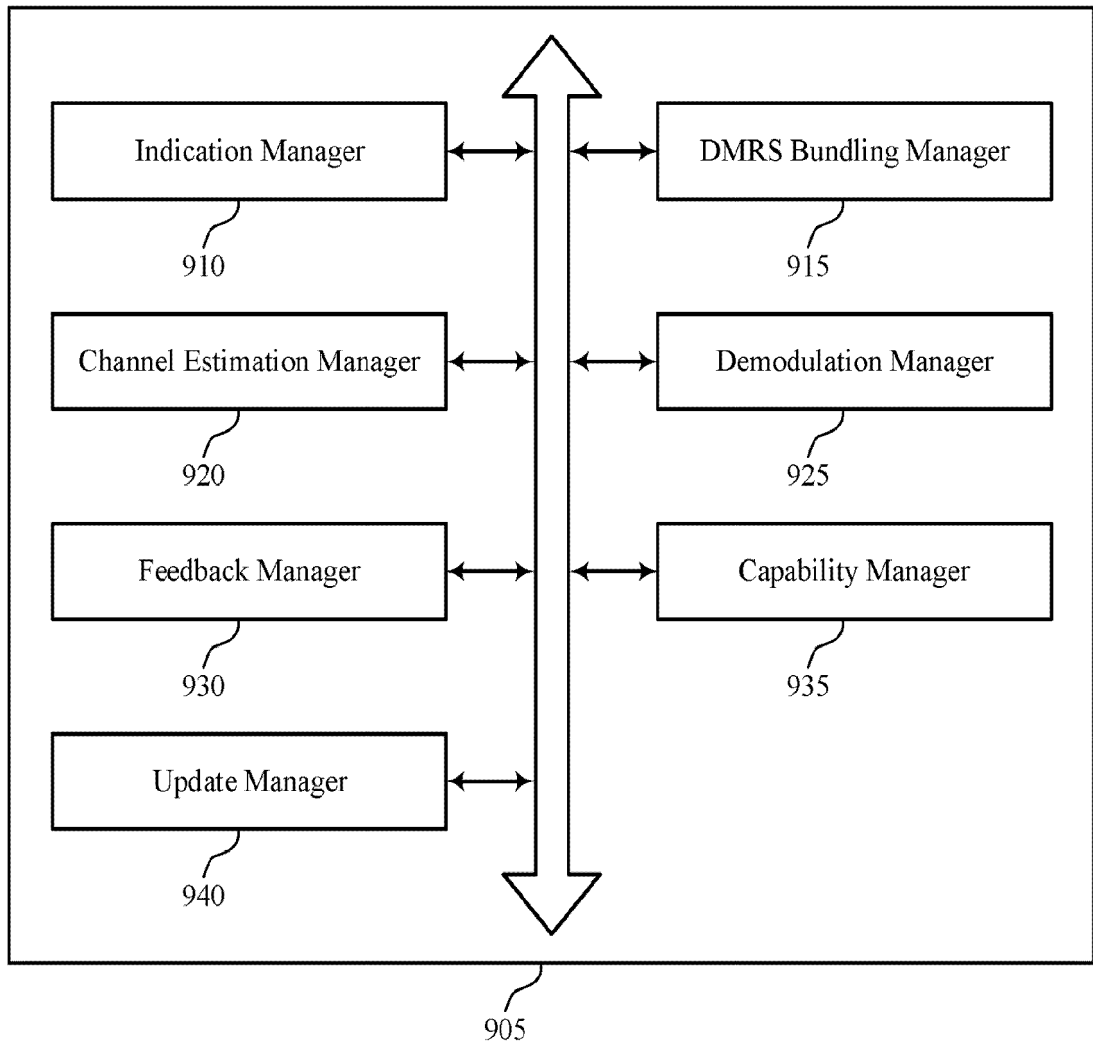 Indication Manager
910
DMRS Bundling Manager
915
Channel Estimation Manager
920
Demodulation Manager
925
Feedback Manager
930
Capability Manager
935
Update Manager
940
905